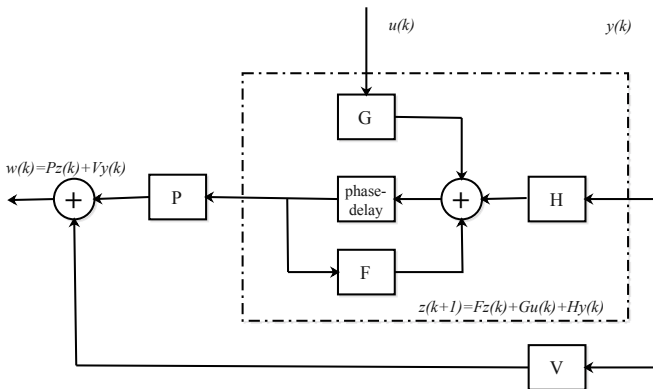 u(k)
y(k)
G
w(k)=Pz(k)+Vy(k)
+
P
phase-
delay
+
H
F
z(k+1)=Fz(k)+Gu(k)+Hy(k)
V